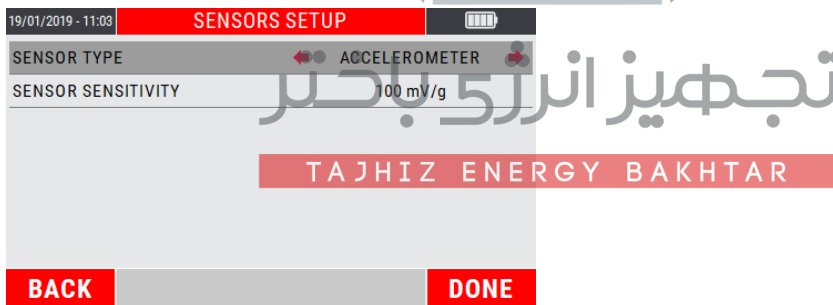 19/01/2019 - 11:03 SENSORS SETUP
SENSOR TYPE ACCELEROMETER
SENSOR SENSITIVITY 100 mV/g
تجهیز انرژی باختر
TAJHIZ ENERGY BAKHTAR
BACK DONE